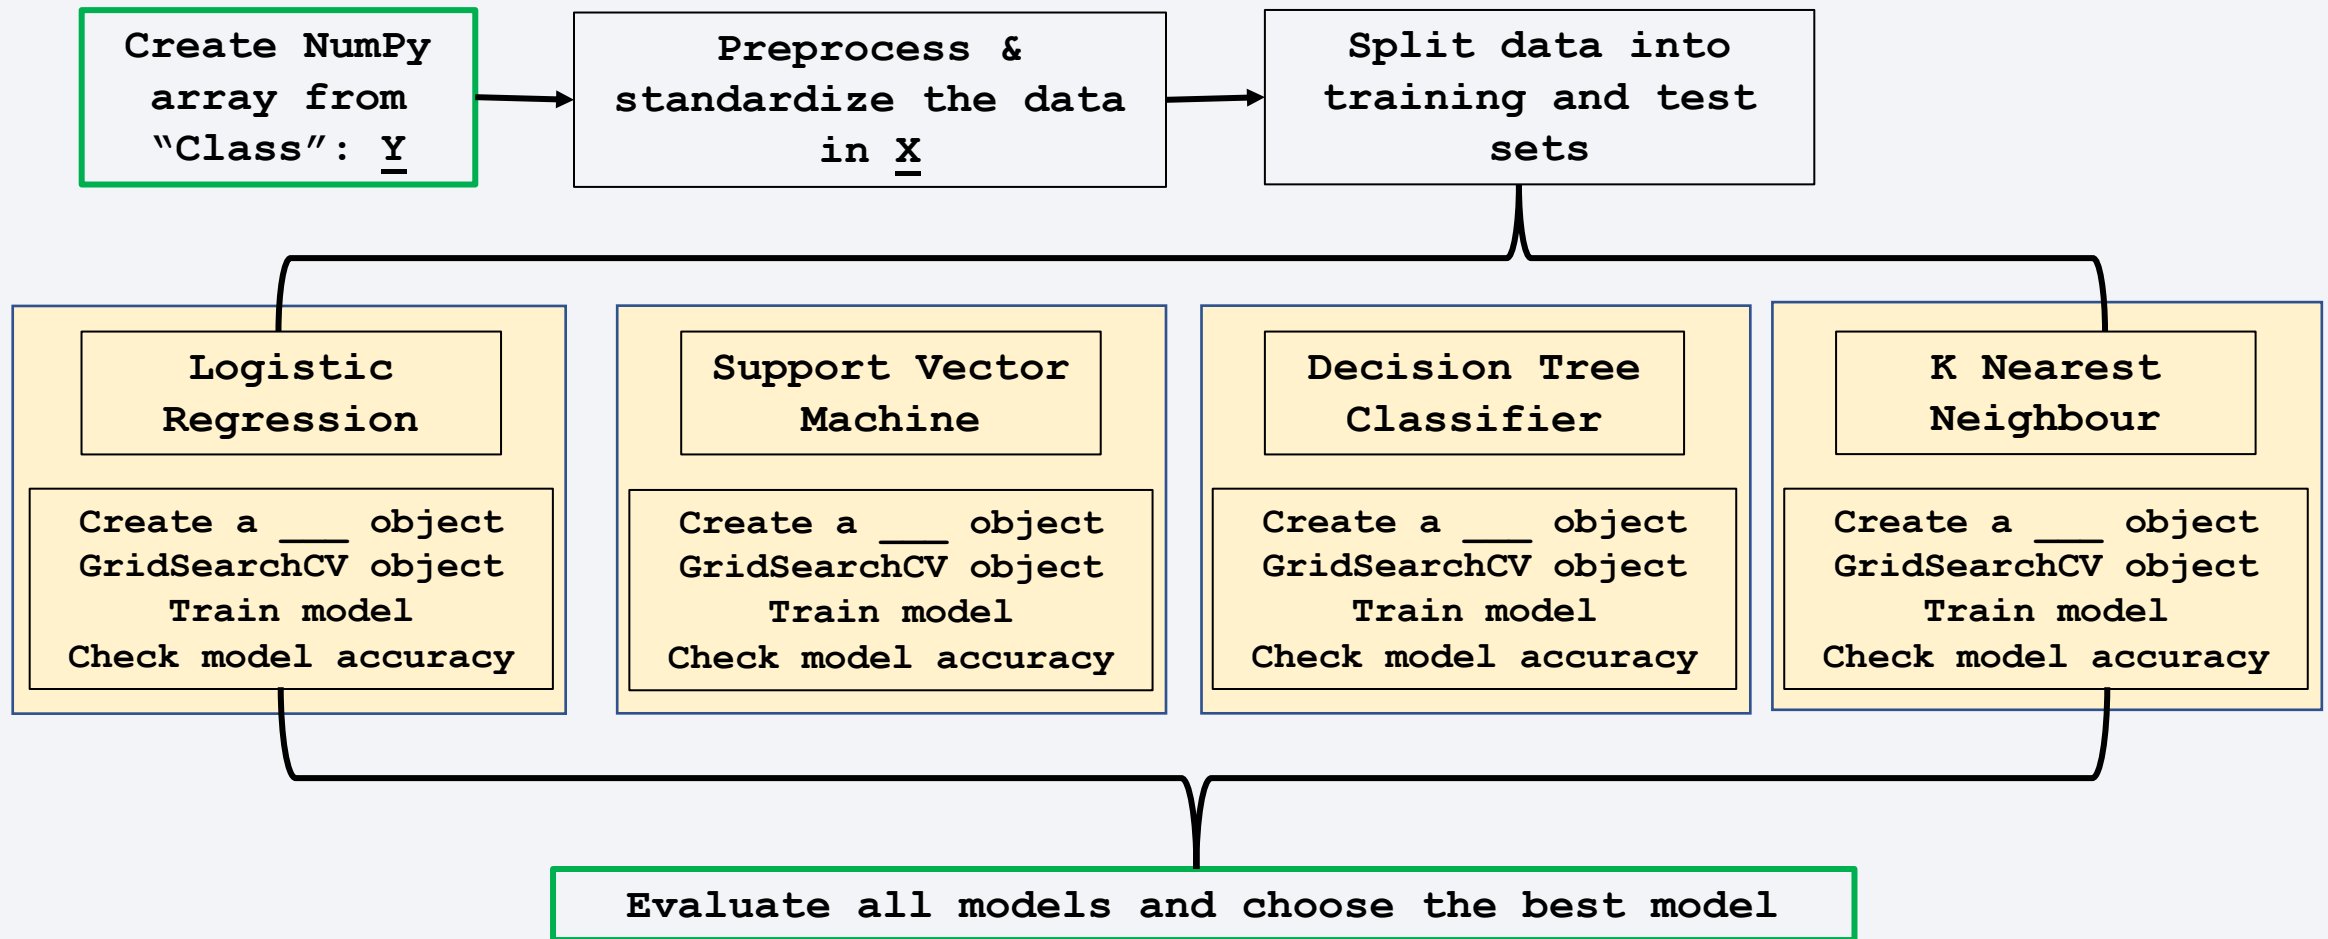 Create NumPy
array from
“Class”: Y
Preprocess &
standardize the data
in X
Split data into
training and test
sets
Logistic
Regression
Support Vector
Machine
Decision Tree
Classifier
K Nearest
Neighbour
Create a ___ object
GridSearchCV object
Train model
Check model accuracy
Create a ___ object
GridSearchCV object
Train model
Check model accuracy
Create a ___ object
GridSearchCV object
Train model
Check model accuracy
Create a ___ object
GridSearchCV object
Train model
Check model accuracy
Evaluate all models and choose the best model